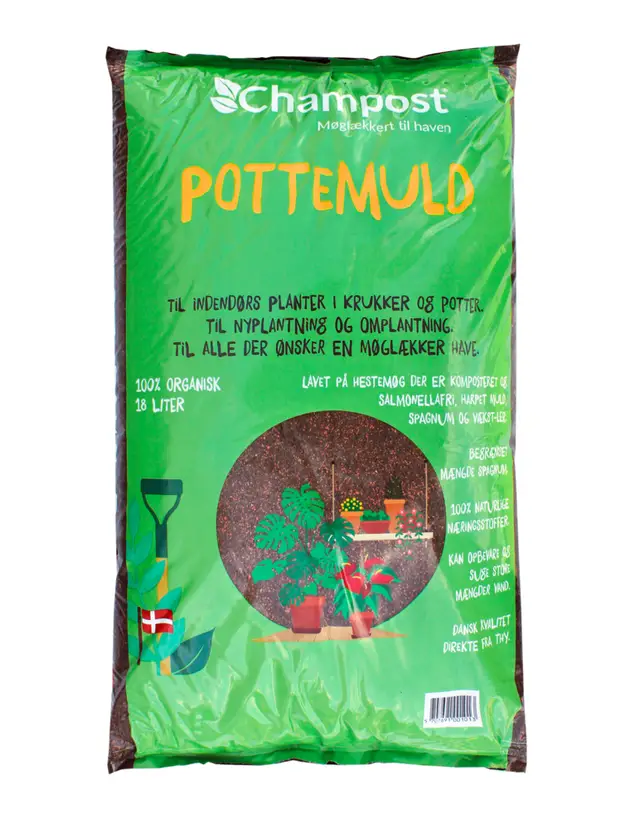 Champost
Møglækkert til haven
POTTEMULD
TIL INDENDØRS PLANTER I KRUKKER OG POTTER.
TIL NYPLANTNING OG OMPLANTNING.
TIL ALLE DER ØNSKER EN MØGLÆKKER HAVE.
100% ORGANISK
18 LITER
LAVET PÅ HESTEMØG DER ER KOMPOSTERET OG
SALMONELLAFRI, HARPET MULD,
SPAGNUM OG VÆKST-LER.
BEGRÆNSET
MÆNGDE SPAGNUM.
100% NATURLIGE
NÆRINGSSTOFFER
KAN OPBEVARE OG
STORE
MÆNGDER VAND.
DANSK KVALITET
DIREKTE FRA THY.